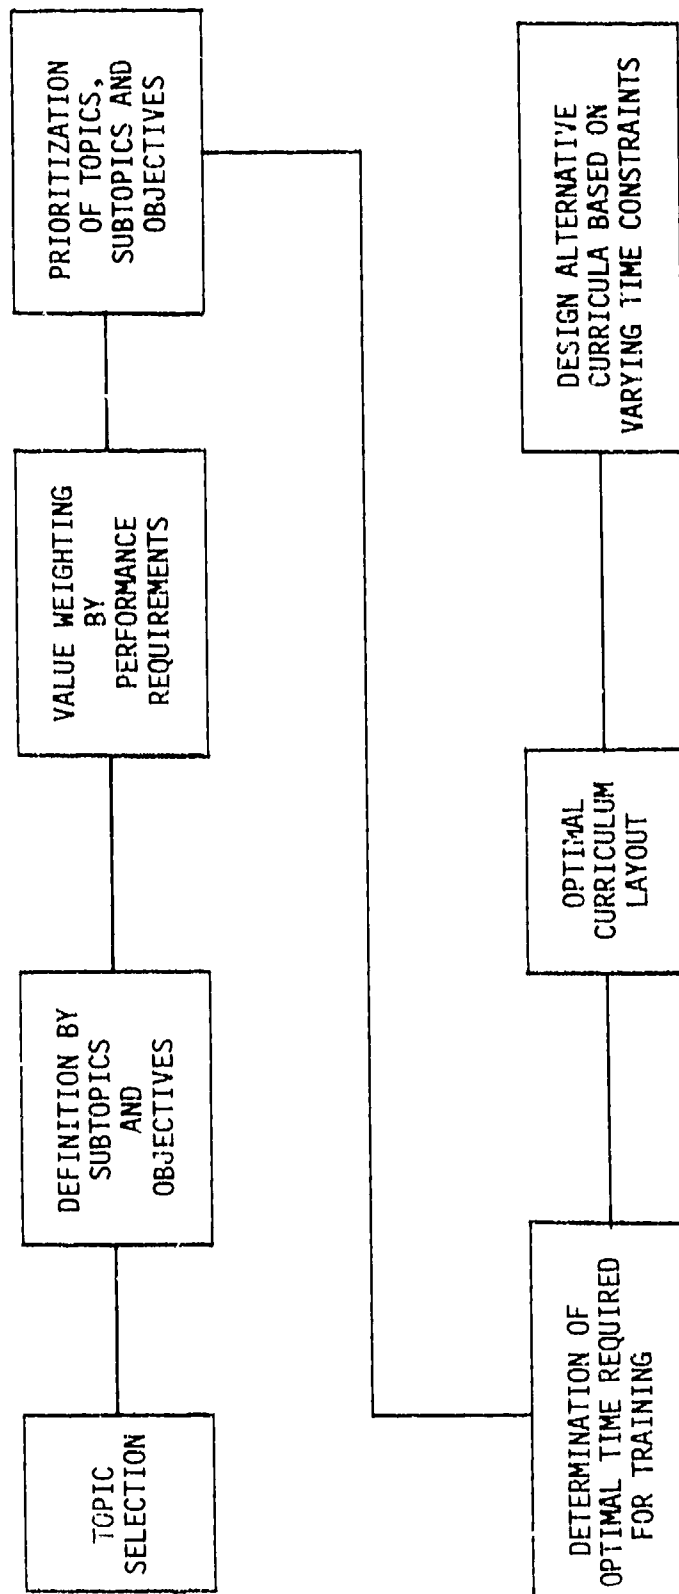 TOPIC
SELECTION
DEFINITION BY
SUBTOPICS
AND
OBJECTIVES
VALUE WEIGHTING
BY
PERFORMANCE
REQUIREMENTS
PRIORITIZATION
OF TOPICS,
SUBTOPICS AND
OBJECTIVES
DETERMINATION OF
OPTIMAL TIME REQUIRED
FOR TRAINING
OPTIMAL
CURRICULUM
LAYOUT
DESIGN ALTERNATIVE
CURRICULA BASED ON
VARYING TIME CONSTRAINTS